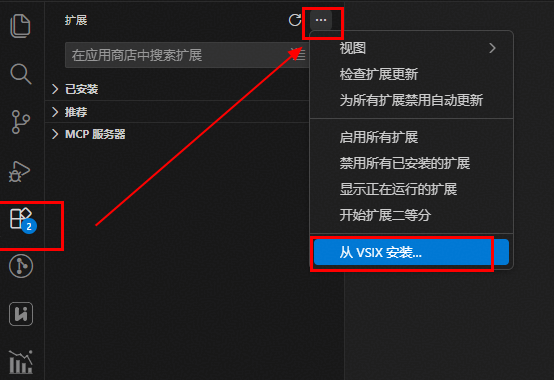 扩展
···
在应用商店中搜索扩展
已安装
推荐
MCP 服务器
2
视图
检查扩展更新
为所有扩展禁用自动更新
启用所有扩展
禁用所有已安装的扩展
显示正在运行的扩展
开始扩展二等分
从 VSIX 安装...